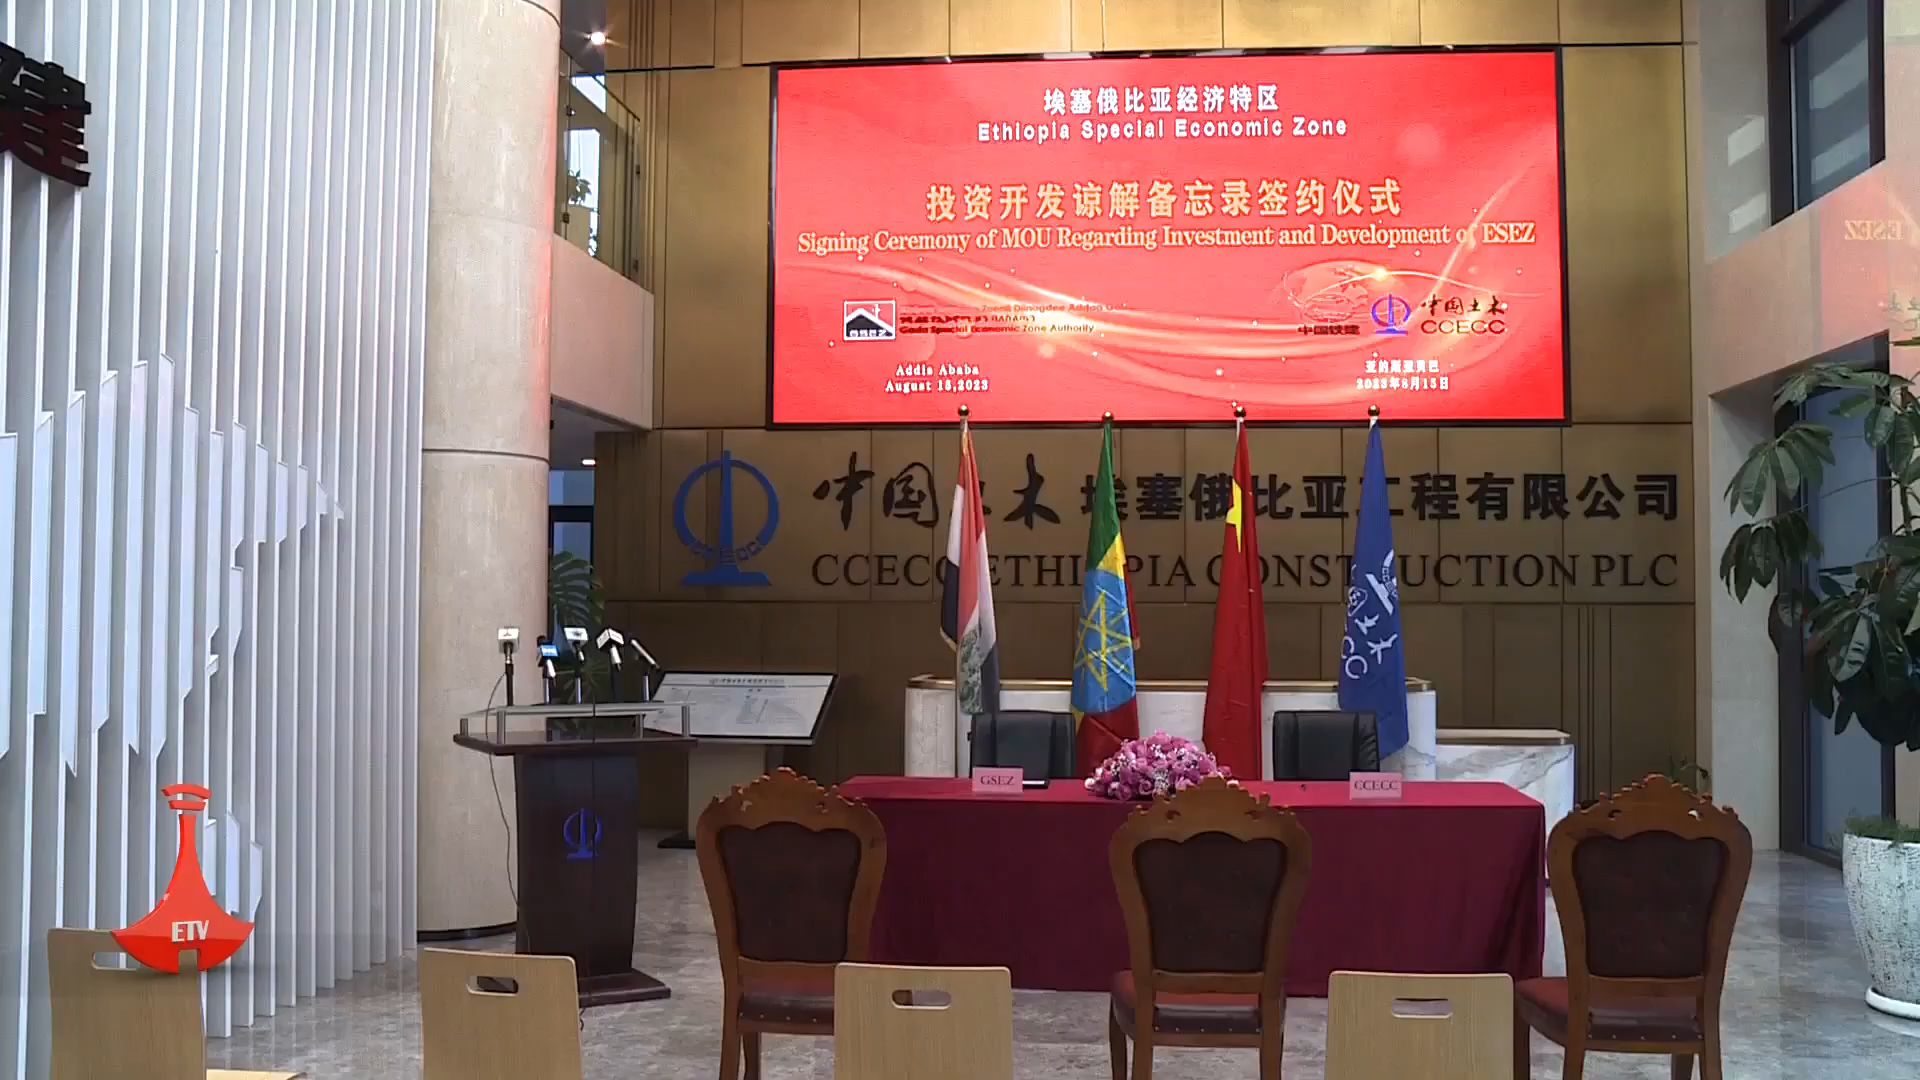 建
埃塞俄比亚经济特区
Ethiopia Special Economic Zone
投资开发谅解备忘录签约仪式
Signing Ceremony of MOU Regarding Investment and Development of ESEZ
Gada Special Economic Zone Authority
中国铁建
中国土木
CCECC
Addis Ababa
August 15,2023
亚的斯亚贝巴
2023年8月15日
中国土木 埃塞俄比亚工程有限公司
CCECC ETHIOPIA CONSTRUCTION PLC
GSEZ
CCECC
ETV